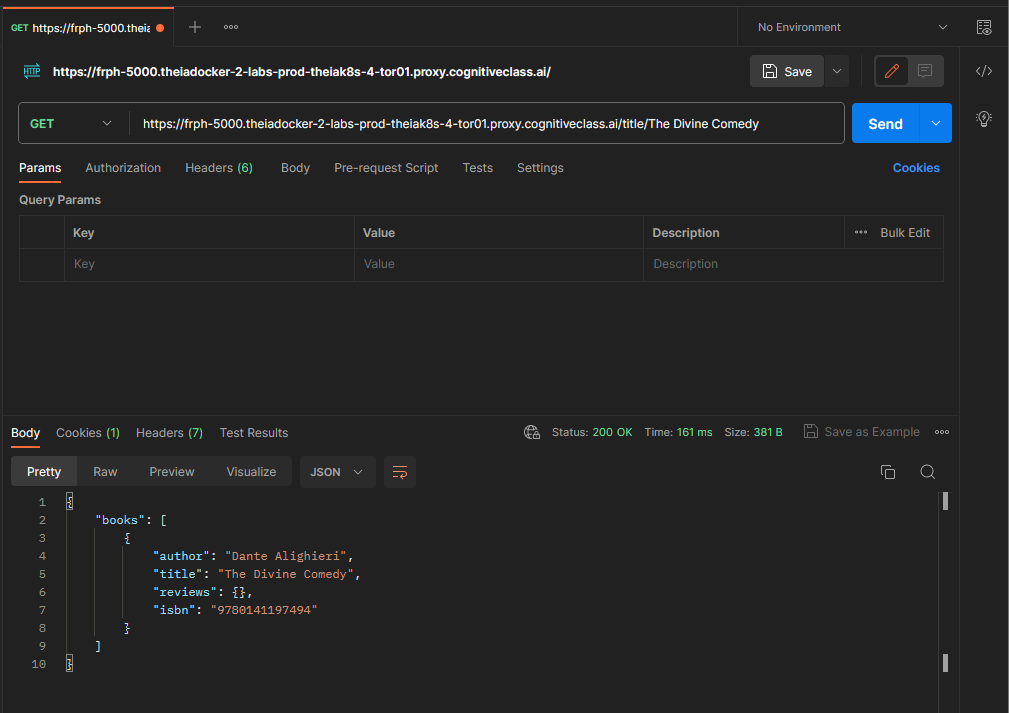 GET https://frph-5000.theia
No Environment
HTTP https://frph-5000.theiadocker-2-labs-prod-theiak8s-4-tor01.proxy.cognitiveclass.ai/
Save
GET https://frph-5000.theiadocker-2-labs-prod-theiak8s-4-tor01.proxy.cognitiveclass.ai/title/The Divine Comedy Send
Params Authorization Headers (6) Body Pre-request Script Tests Settings Cookies
Query Params
Key Value Description Bulk Edit
Key Value Description
Body Cookies (1) Headers (7) Test Results Status: 200 OK Time: 161 ms Size: 381 B Save as Example
Pretty Raw Preview Visualize JSON
1 {
2 "books": [
3 {
4 "author": "Dante Alighieri",
5 "title": "The Divine Comedy",
6 "reviews": {},
7 "isbn": "9780141197494"
8 }
9 ]
10 }